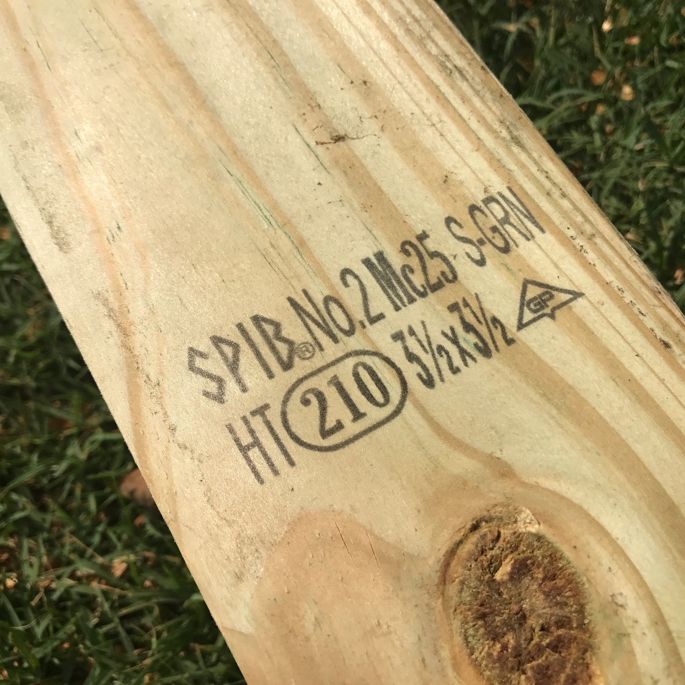 SPIB® No.2 Mc25 S-GRN
HT 210 3½x3½ GP